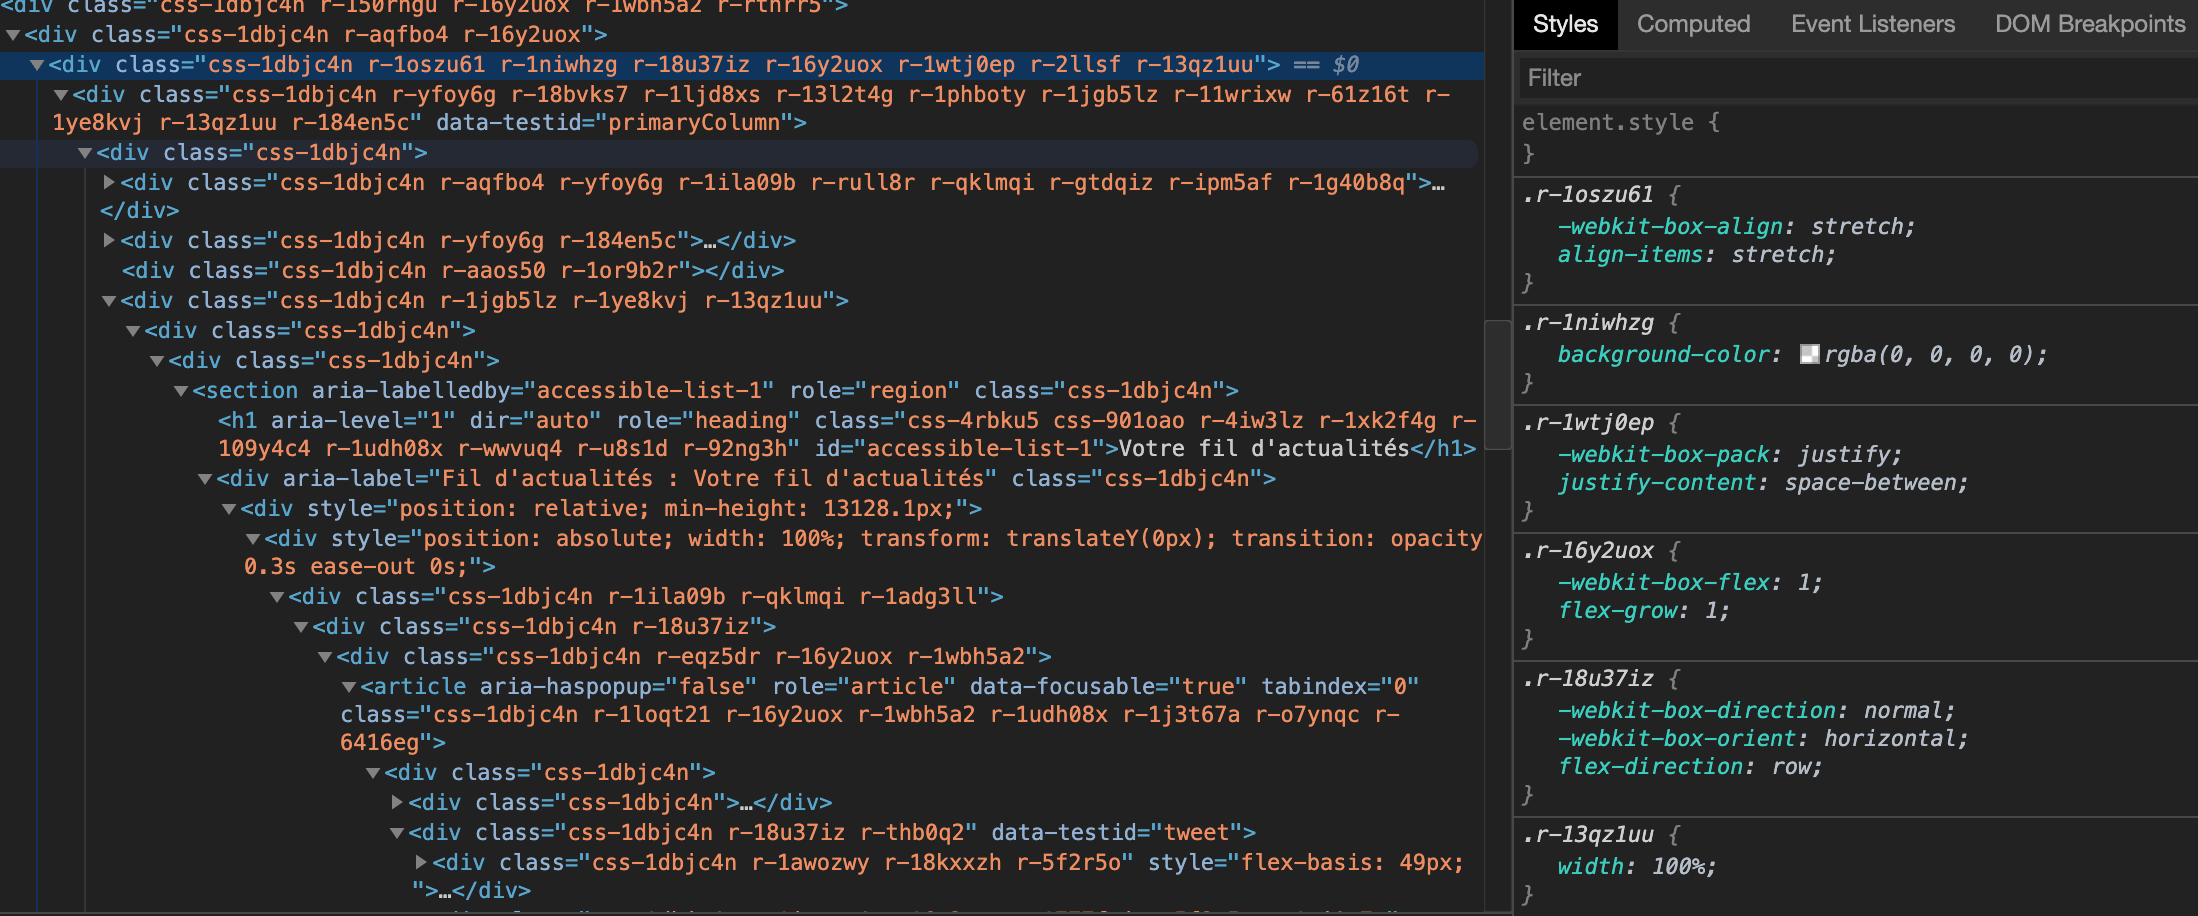 <div class="css-1dbjc4n r-150rngu r-16y2uox r-1wbh5a2 r-rthrr5">
<div class="css-1dbjc4n r-aqfbo4 r-16y2uox">
<div class="css-1dbjc4n r-1oszu61 r-1niwhzg r-18u37iz r-16y2uox r-1wtj0ep r-2llsf r-13qz1uu"> == $0
<div class="css-1dbjc4n r-yfoy6g r-18bvks7 r-1ljd8xs r-13l2t4g r-1phboty r-1jgb5lz r-11wrixw r-61z16t r-
1ye8kvj r-13qz1uu r-184en5c" data-testid="primaryColumn">
<div class="css-1dbjc4n">
<div class="css-1dbjc4n r-aqfbo4 r-yfoy6g r-1ila09b r-rull8r r-qklmqi r-gtdqiz r-ipm5af r-1g40b8q">…
</div>
<div class="css-1dbjc4n r-yfoy6g r-184en5c">…</div>
<div class="css-1dbjc4n r-aaos50 r-1or9b2r"></div>
<div class="css-1dbjc4n r-1jgb5lz r-1ye8kvj r-13qz1uu">
<div class="css-1dbjc4n">
<div class="css-1dbjc4n">
<section aria-labelledby="accessible-list-1" role="region" class="css-1dbjc4n">
<h1 aria-level="1" dir="auto" role="heading" class="css-4rbku5 css-901oao r-4iw3lz r-1xk2f4g r-
109y4c4 r-1udh08x r-wwvuq4 r-u8s1d r-92ng3h" id="accessible-list-1">Votre fil d'actualités</h1>
<div aria-label="Fil d'actualités : Votre fil d'actualités" class="css-1dbjc4n">
<div style="position: relative; min-height: 13128.1px;">
<div style="position: absolute; width: 100%; transform: translateY(0px); transition: opacity
0.3s ease-out 0s;">
<div class="css-1dbjc4n r-1ila09b r-qklmqi r-1adg3ll">
<div class="css-1dbjc4n r-18u37iz">
<div class="css-1dbjc4n r-eqz5dr r-16y2uox r-1wbh5a2">
<article aria-haspopup="false" role="article" data-focusable="true" tabindex="0"
class="css-1dbjc4n r-1loqt21 r-16y2uox r-1wbh5a2 r-1udh08x r-1j3t67a r-o7ynqc r-
6416eg">
<div class="css-1dbjc4n">
<div class="css-1dbjc4n">…</div>
<div class="css-1dbjc4n r-18u37iz r-thb0q2" data-testid="tweet">
<div class="css-1dbjc4n r-1awozwy r-18kxxzh r-5f2r5o" style="flex-basis: 49px;
">…</div>
Styles Computed Event Listeners DOM Breakpoints
Filter
element.style {
}
.r-1oszu61 {
-webkit-box-align: stretch;
align-items: stretch;
}
.r-1niwhzg {
background-color: rgba(0, 0, 0, 0);
}
.r-1wtj0ep {
-webkit-box-pack: justify;
justify-content: space-between;
}
.r-16y2uox {
-webkit-box-flex: 1;
flex-grow: 1;
}
.r-18u37iz {
-webkit-box-direction: normal;
-webkit-box-orient: horizontal;
flex-direction: row;
}
.r-13qz1uu {
width: 100%;
}